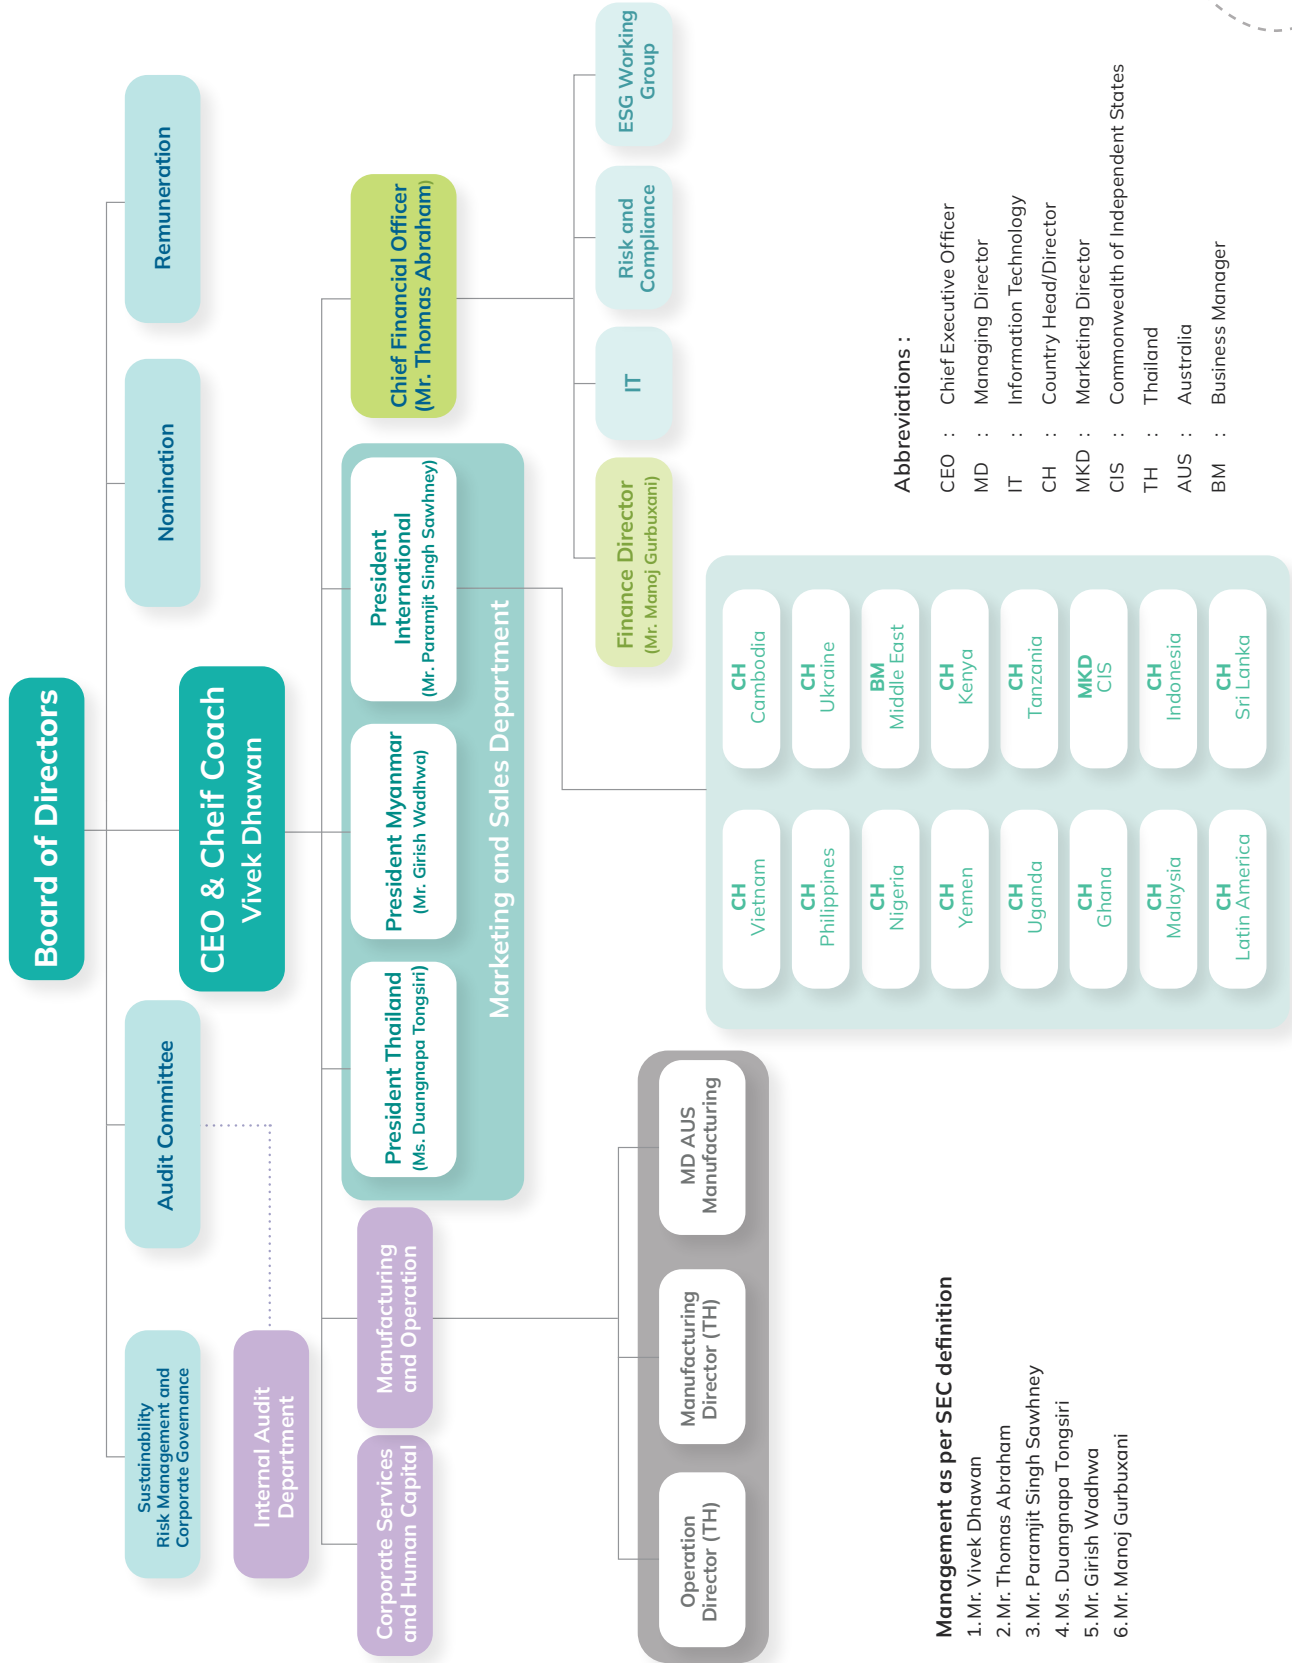 Board of Directors
Sustainability
Risk Management and
Corporate Governance
Audit Committee
Nomination
Remuneration
CEO & Cheif Coach
Vivek Dhawan
Internal Audit
Department
Corporate Services
and Human Capital
Manufacturing
and Operation
President Thailand
(Ms. Duangnapa Tongsiri)
President Myanmar
(Mr. Girish Wadhwa)
President
International
(Mr. Paramjit Singh Sawhney)
Marketing and Sales Department
Chief Financial Officer
(Mr. Thomas Abraham)
Finance Director
(Mr. Manoj Gurbuxani)
IT
Risk and
Compliance
ESG Working
Group
Operation
Director (TH)
Manufacturing
Director (TH)
MD AUS
Manufacturing
CH
Vietnam
CH
Cambodia
CH
Philippines
CH
Ukraine
CH
Nigeria
BM
Middle East
CH
Yemen
CH
Kenya
CH
Uganda
CH
Tanzania
CH
Ghana
MKD
CIS
CH
Malaysia
CH
Indonesia
CH
Latin America
CH
Sri Lanka
Management as per SEC definition
1.Mr. Vivek Dhawan
2.Mr. Thomas Abraham
3.Mr. Paramjit Singh Sawhney
4.Ms. Duangnapa Tongsiri
5.Mr. Girish Wadhwa
6.Mr. Manoj Gurbuxani
Abbreviations :
CEO : Chief Executive Officer
MD : Managing Director
IT : Information Technology
CH : Country Head/Director
MKD : Marketing Director
CIS : Commonwealth of Independent States
TH : Thailand
AUS : Australia
BM : Business Manager